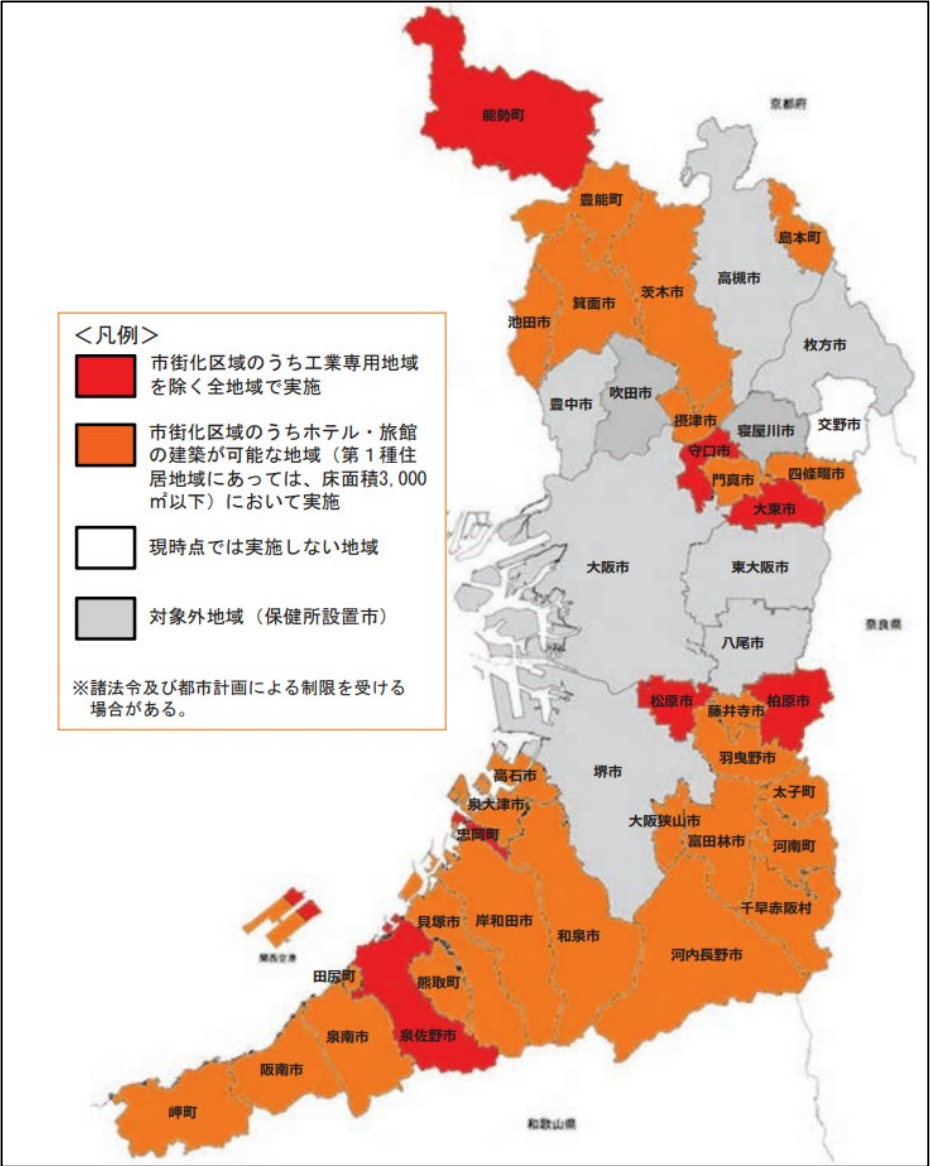 能勢町
京都府
豊能町
島本町
高槻市
茨木市
箕面市
池田市
枚方市
＜凡例＞
市街化区域のうち工業専用地域
を除く全地域で実施
市街化区域のうちホテル・旅館
の建築が可能な地域（第１種住
居地域にあっては、床面積3,000
㎡以下）において実施
現時点では実施しない地域
対象外地域（保健所設置市）
※諸法令及び都市計画による制限を受ける
場合がある。
豊中市
吹田市
摂津市
寝屋川市
交野市
守口市
門真市
四條畷市
大東市
大阪市
東大阪市
奈良県
八尾市
松原市
藤井寺市
柏原市
羽曳野市
堺市
高石市
泉大津市
忠岡町
大阪狭山市
富田林市
太子町
河南町
千早赤阪村
貝塚市
岸和田市
和泉市
河内長野市
関西空港
田尻町
熊取町
泉南市
泉佐野市
阪南市
岬町
和歌山県